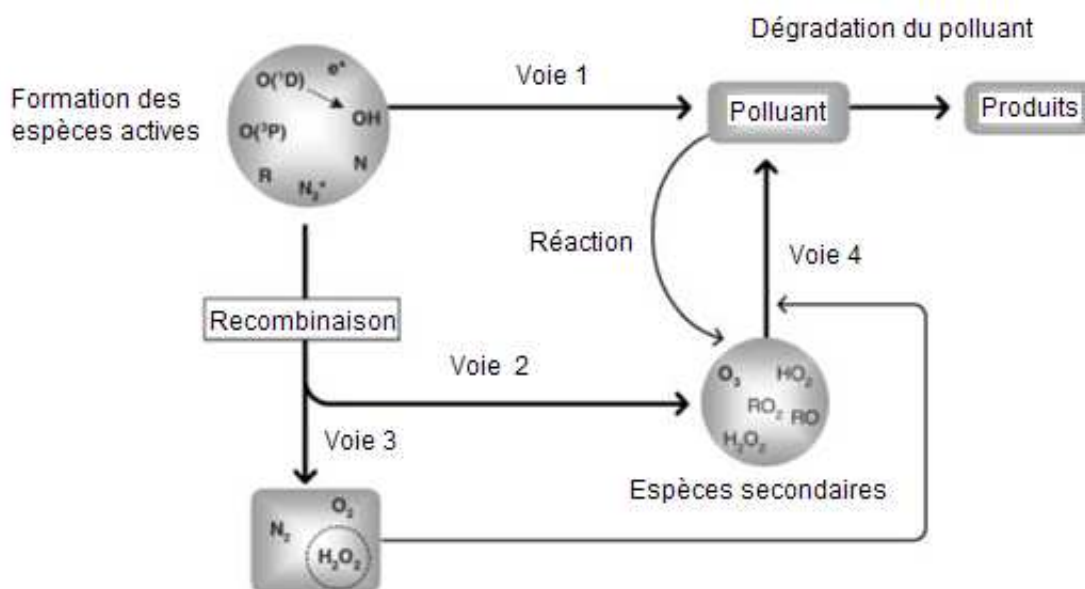 Dégradation du polluant
Voie 1
Formation des
espèces actives
O(¹D)
e*
OH
O(³P)
N
R
N₂*
Polluant
Produits
Réaction
Voie 4
Recombinaison
Voie 2
O₃
HO₂
RO₂
RO
H₂O₂
Voie 3
Espèces secondaires
O₂
N₂
H₂O₂